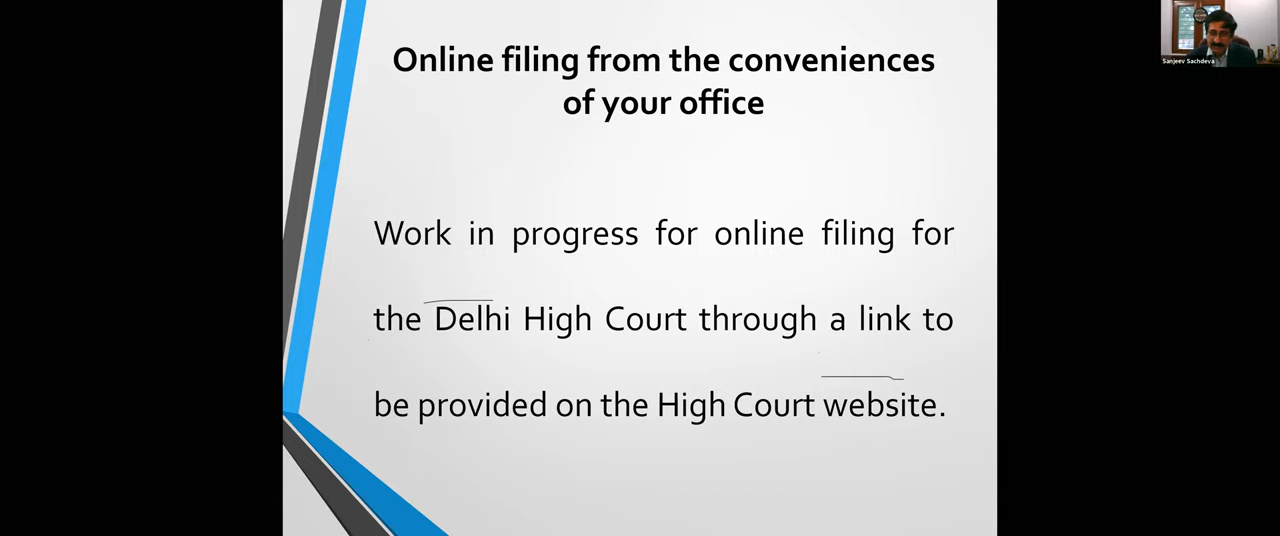 Online filing from the conveniences
of your office
Work in progress for online filing for
the Delhi High Court through a link to
be provided on the High Court website.
Sanjeev Sachdeva